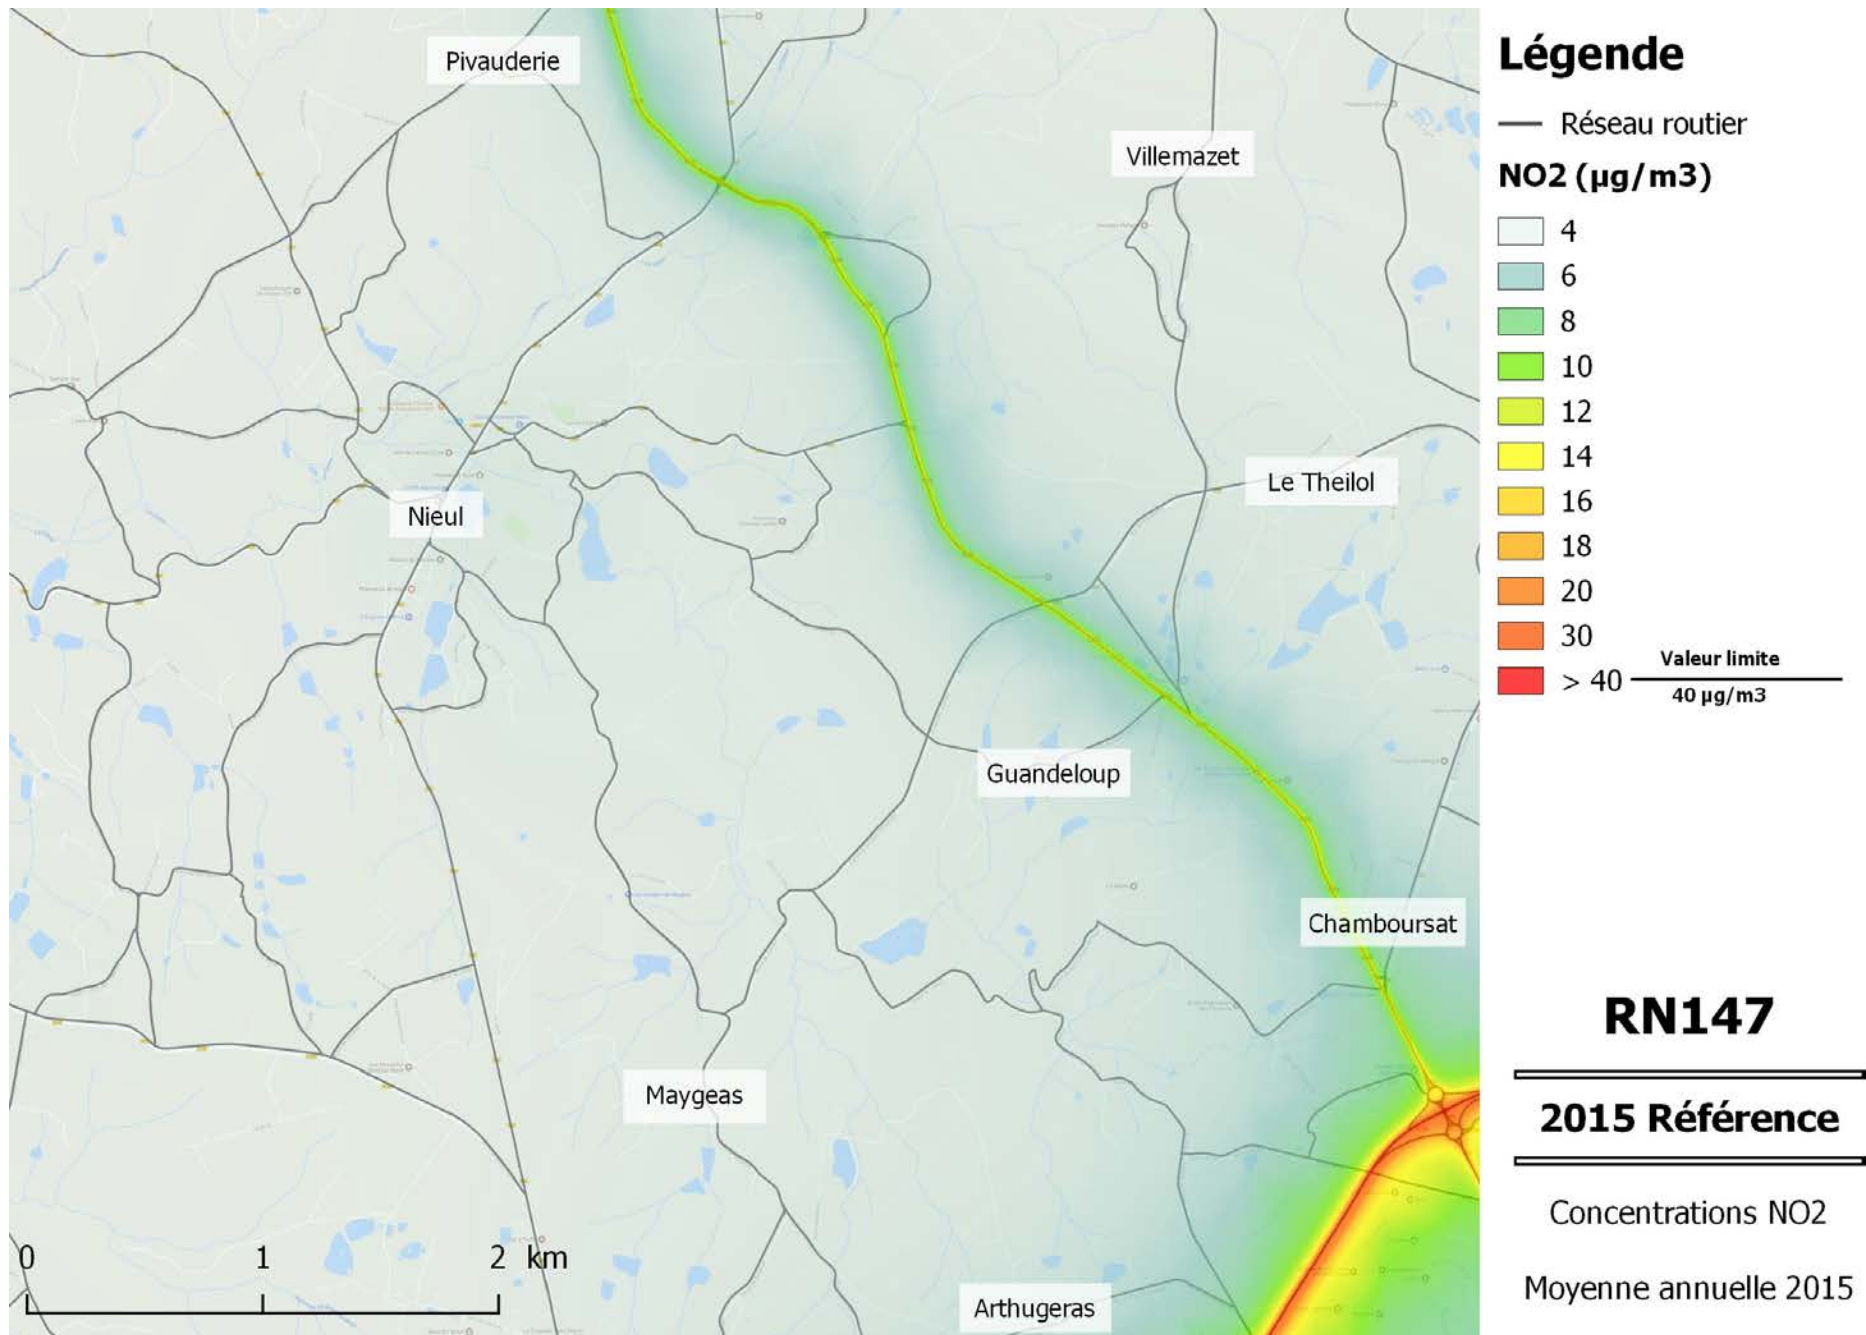 Pivauderie
Villemazet
Le Theilol
Nieul
Guandeloup
Chamboursat
Maygeas
Arthugeras
0 1 2 km
Légende
Réseau routier
NO2 (µg/m3)
4
6
8
10
12
14
16
18
20
30
> 40
Valeur limite
40 µg/m3
RN147
2015 Référence
Concentrations NO2
Moyenne annuelle 2015